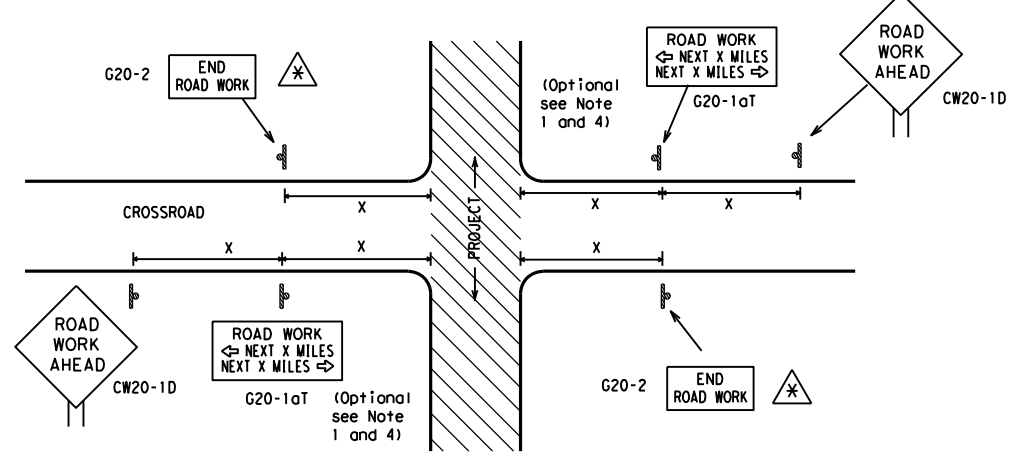 G20-2
END
ROAD WORK
*
(Optional
see Note
1 and 4)
ROAD WORK
⇦ NEXT X MILES
NEXT X MILES ⇨
G20-1aT
ROAD
WORK
AHEAD
CW20-1D
X
X
X
CROSSROAD
PROJECT
X
X
X
ROAD
WORK
AHEAD
CW20-1D
ROAD WORK
⇦ NEXT X MILES
NEXT X MILES ⇨
G20-1aT
(Optional
see Note
1 and 4)
G20-2
END
ROAD WORK
*